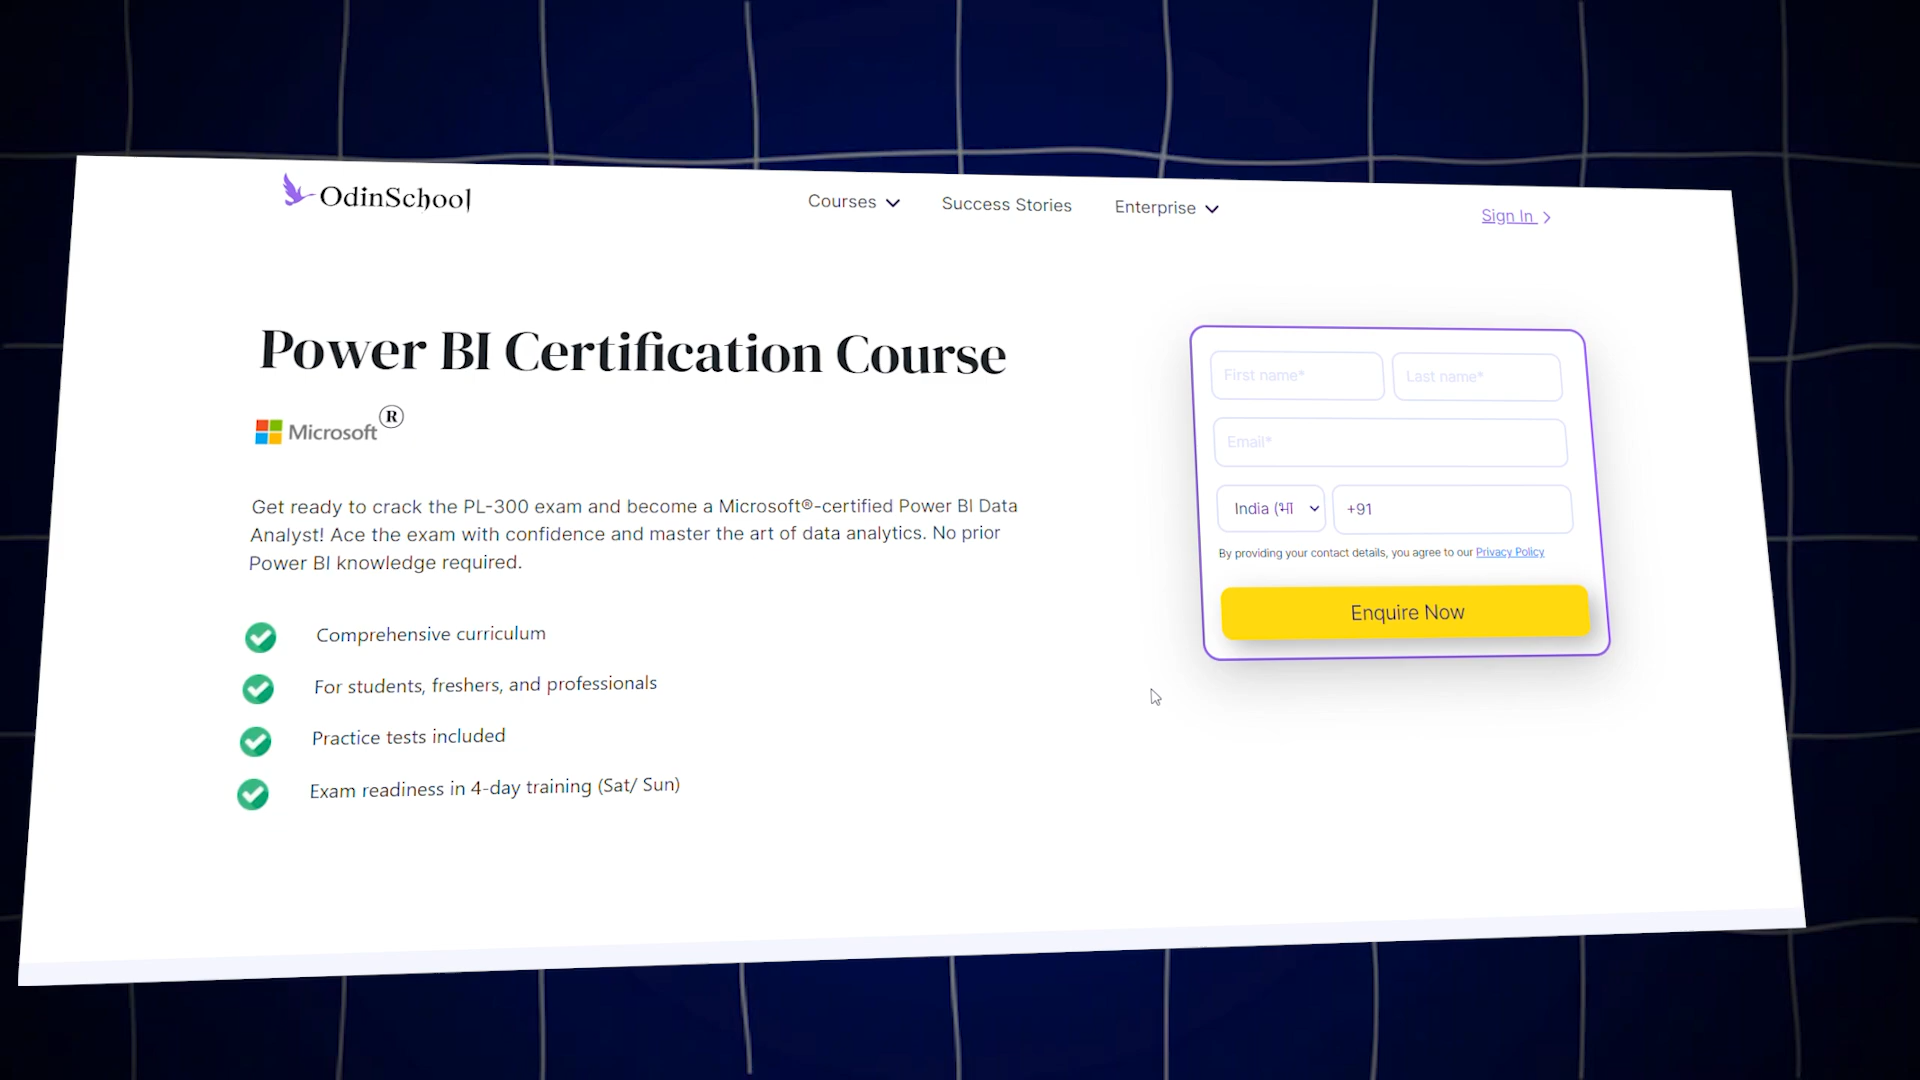 OdinSchool
Courses
Success Stories
Enterprise
Sign In
Power BI Certification Course
Microsoft ®
Get ready to crack the PL-300 exam and become a Microsoft®-certified Power BI Data
Analyst! Ace the exam with confidence and master the art of data analytics. No prior
Power BI knowledge required.
Comprehensive curriculum
For students, freshers, and professionals
Practice tests included
Exam readiness in 4-day training (Sat/ Sun)
First name*
Last name*
Email*
India (भा
+91
By providing your contact details, you agree to our Privacy Policy
Enquire Now